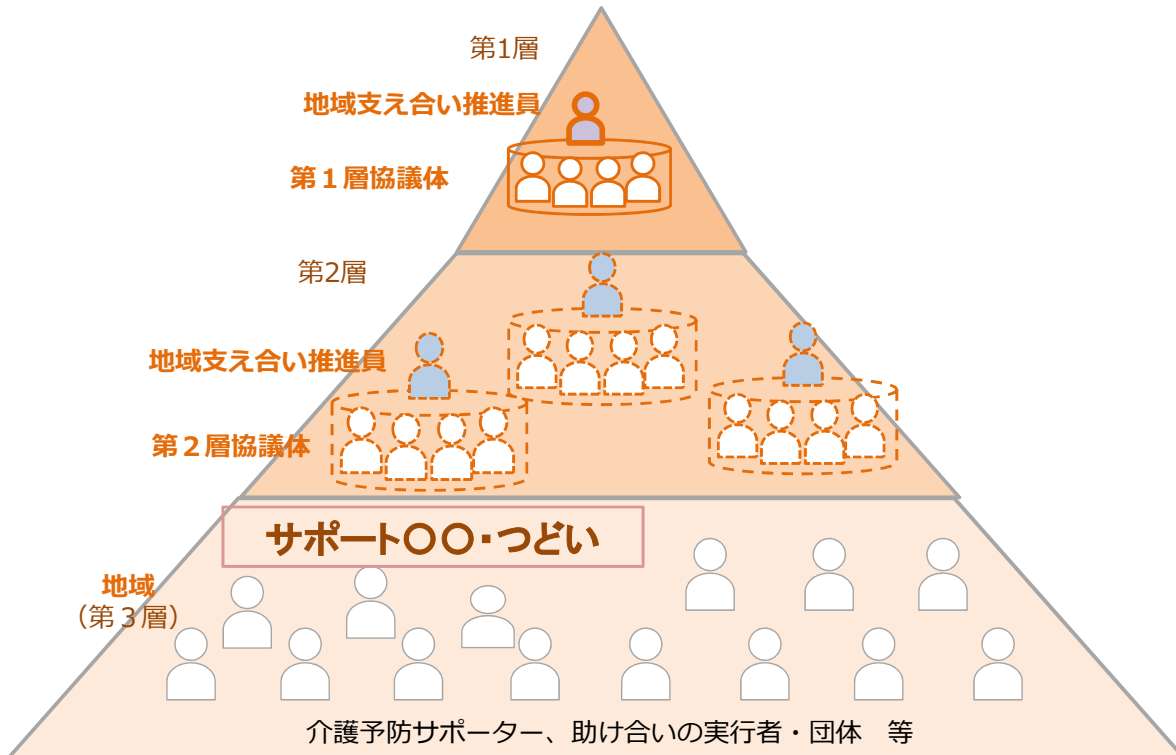 第1層
地域支え合い推進員
第１層協議体
第2層
地域支え合い推進員
第２層協議体
サポート〇〇・つどい
地域
（第３層）
介護予防サポーター、助け合いの実行者・団体　等